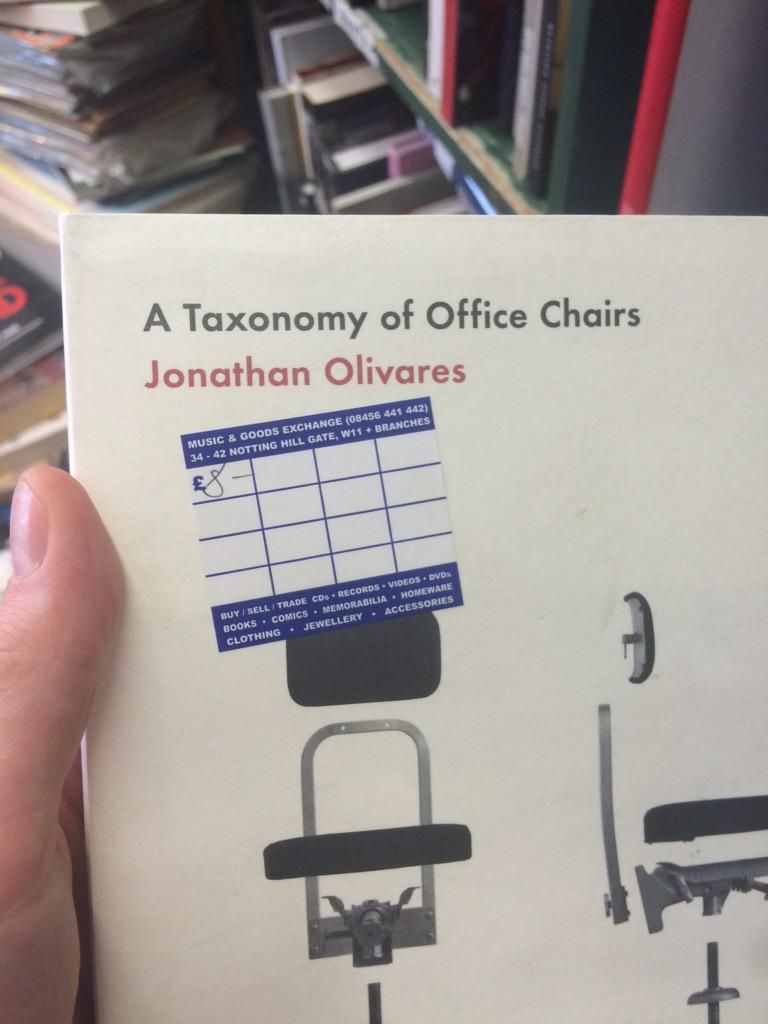 A Taxonomy of Office Chairs
Jonathan Olivares
MUSIC & GOODS EXCHANGE (08456 441 442)
34 - 42 NOTTING HILL GATE, W11 + BRANCHES
£8 -
BUY / SELL / TRADE CDs • RECORDS • VIDEOS • DVDs
BOOKS • COMICS • MEMORABILIA • HOMEWARE
CLOTHING • JEWELLERY • ACCESSORIES